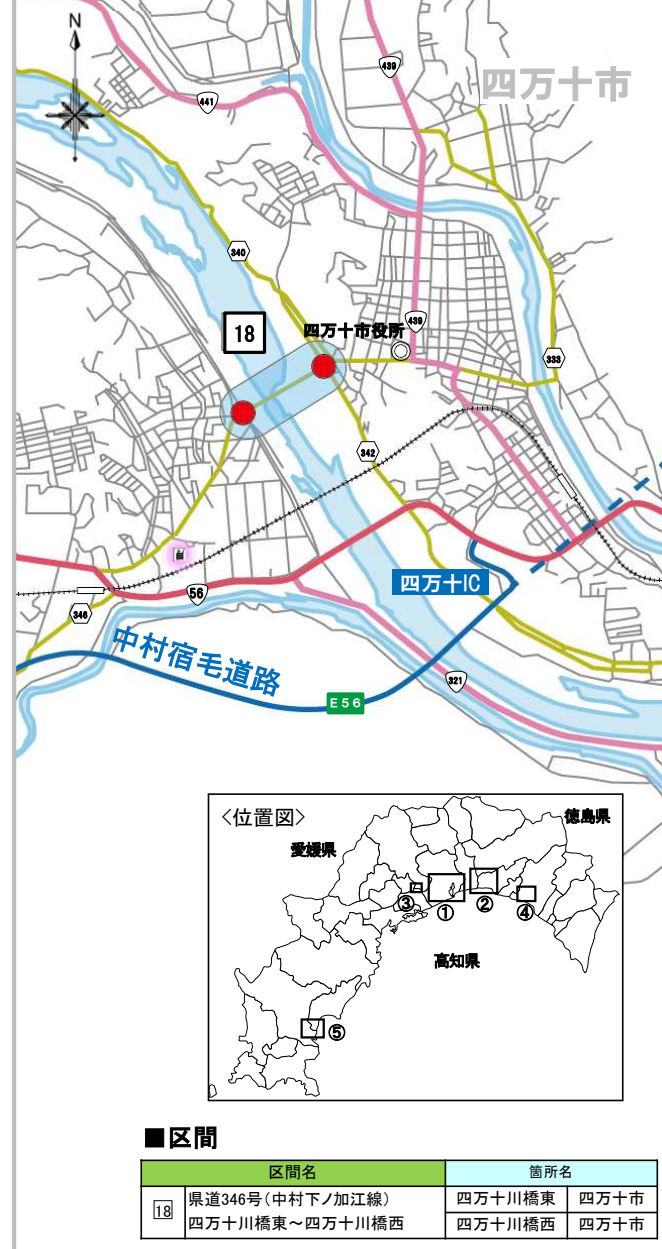 N
439
四万十市
441
340
18
四万十市役所
439
333
342
四万十IC
56
346
中村宿毛道路
321
E56
<位置図>
徳島県
愛媛県
③
①
②
④
高知県
⑤
■区間
区間名
箇所名
18
県道346号(中村下ノ加江線)
四万十川橋東～四万十川橋西
四万十川橋東
四万十市
四万十川橋西
四万十市